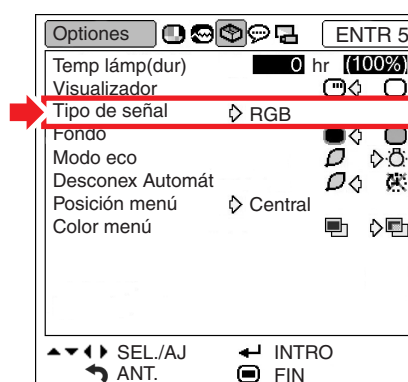 Optiones ENTR 5
Temp lámp(dur) 0 hr (100%)
Visualizador
Tipo de señal RGB
Fondo
Modo eco
Desconex Automát
Posición menú Central
Color menú
SEL./AJ INTRO
ANT. FIN